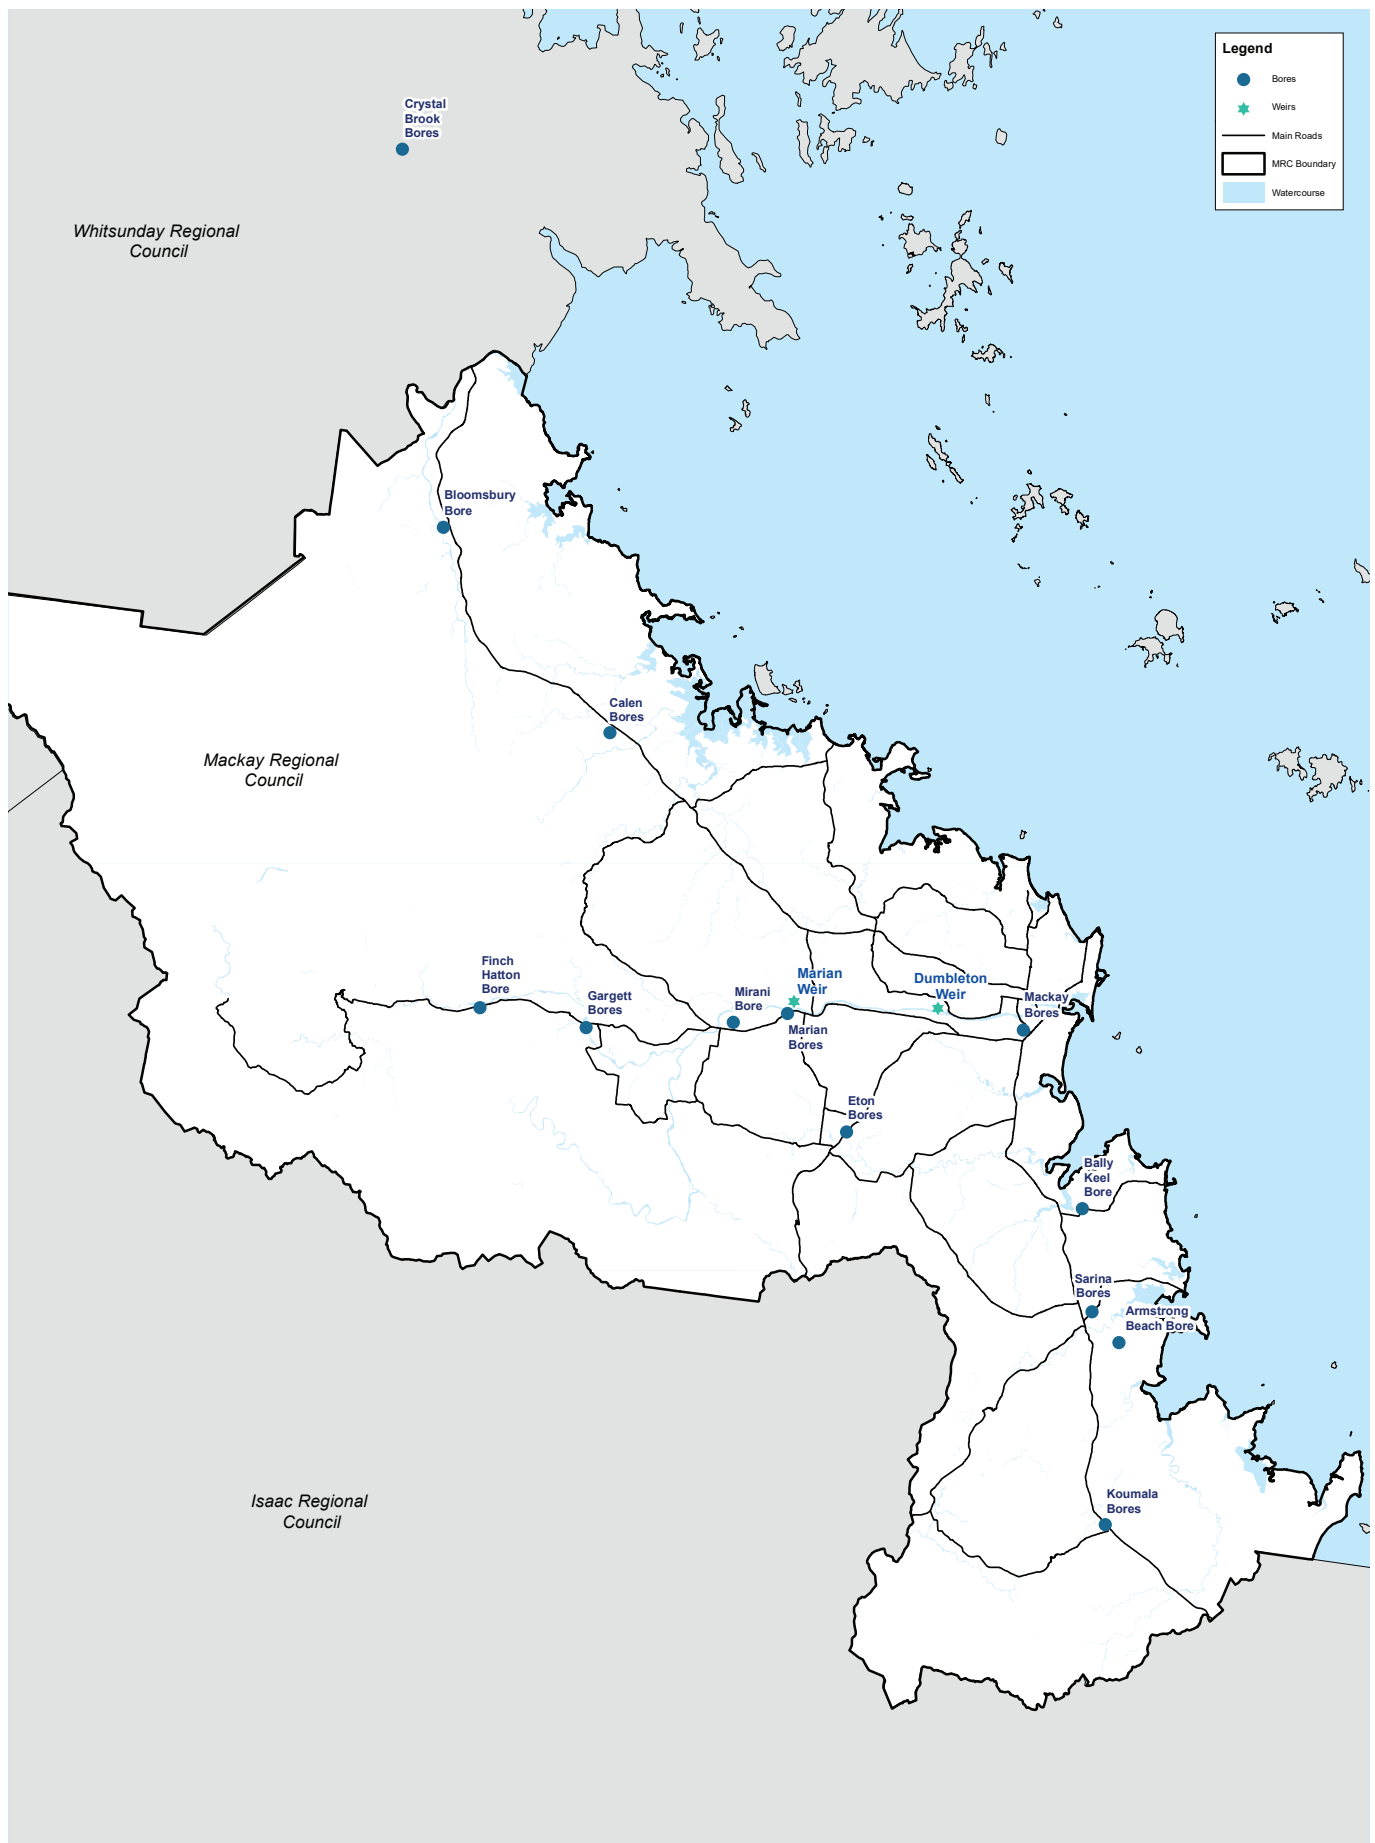 Legend
Bores
Weirs
Main Roads
MRC Boundary
Watercourse
Crystal
Brook
Bores
Whitsunday Regional
Council
Bloomsbury
Bore
Calen
Bores
Mackay Regional
Council
Finch
Hatton
Bore
Gargett
Bores
Mirani
Bore
Marian
Weir
Marian
Bores
Dumbleton
Weir
Mackay
Bores
Eton
Bores
Bally
Keel
Bore
Sarina
Bores
Armstrong
Beach Bore
Koumala
Bores
Isaac Regional
Council